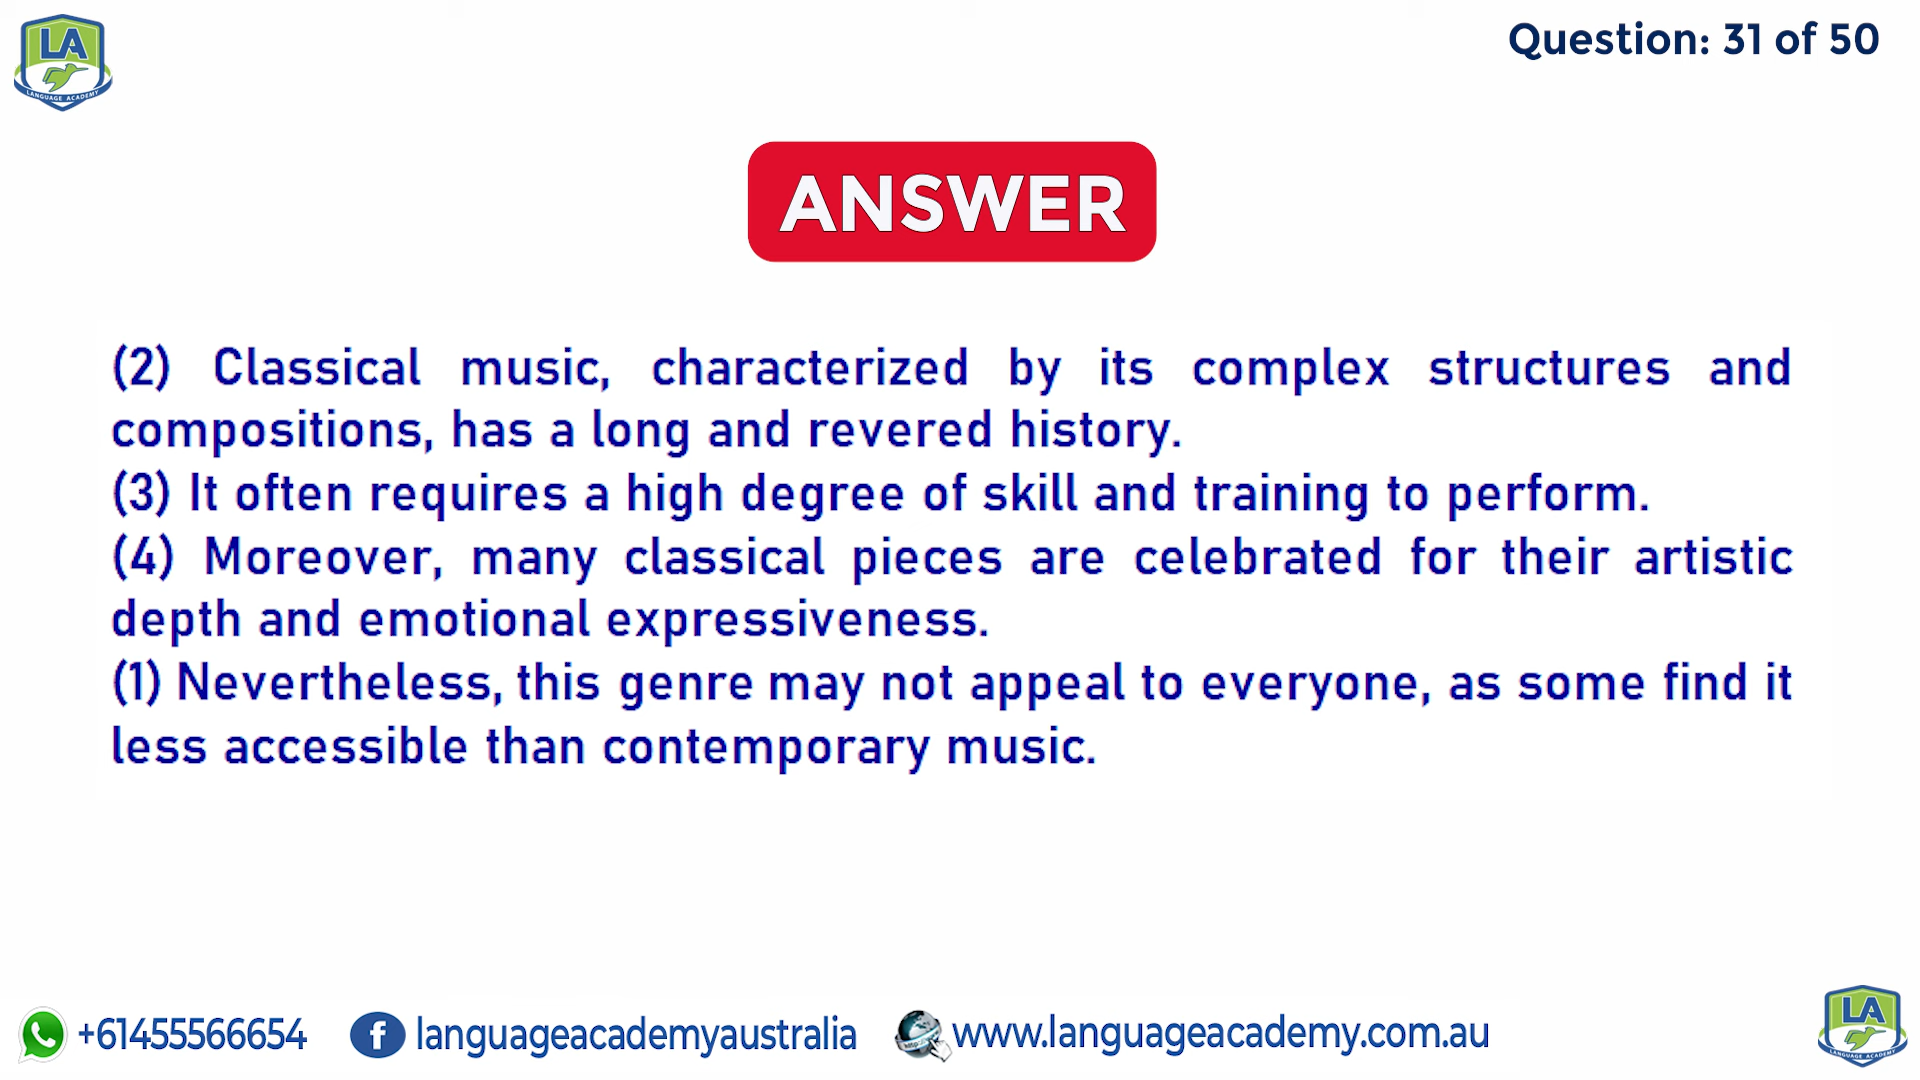 LA
LANGUAGE ACADEMY
Question: 31 of 50
ANSWER
(2) Classical music, characterized by its complex structures and
compositions, has a long and revered history.
(3) It often requires a high degree of skill and training to perform.
(4) Moreover, many classical pieces are celebrated for their artistic
depth and emotional expressiveness.
(1) Nevertheless, this genre may not appeal to everyone, as some find it
less accessible than contemporary music.
+61455566654
f
languageacademyaustralia
www.languageacademy.com.au
LA
LANGUAGE ACADEMY